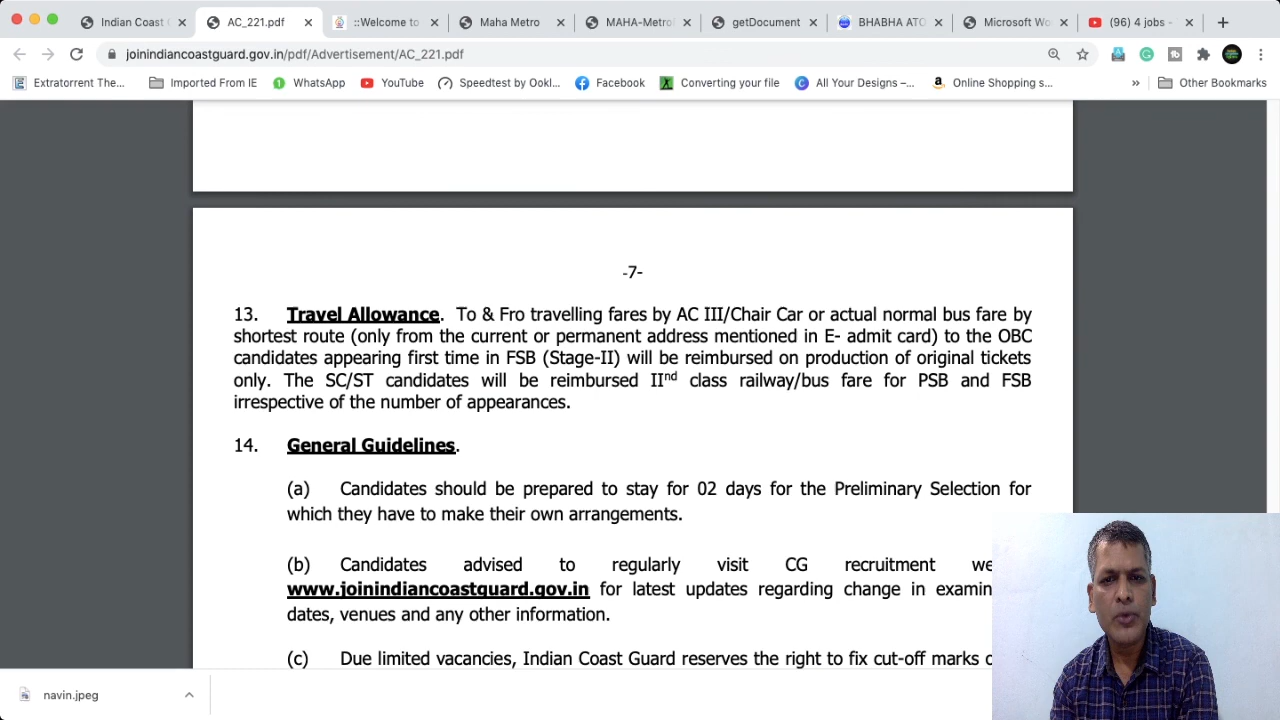 Indian Coast G
AC_221.pdf
::Welcome to
Maha Metro
MAHA-Metro
getDocument
BHABHA ATO
Microsoft Wo
(96) 4 jobs -
joinindiancoastguard.gov.in/pdf/Advertisement/AC_221.pdf
Extratorrent The...
Imported From IE
WhatsApp
YouTube
Speedtest by Ookl...
Facebook
Converting your file
All Your Designs –...
Online Shopping s...
»
Other Bookmarks
-7-
13. Travel Allowance. To & Fro travelling fares by AC III/Chair Car or actual normal bus fare by
shortest route (only from the current or permanent address mentioned in E- admit card) to the OBC
candidates appearing first time in FSB (Stage-II) will be reimbursed on production of original tickets
only. The SC/ST candidates will be reimbursed IInd class railway/bus fare for PSB and FSB
irrespective of the number of appearances.
14. General Guidelines.
(a) Candidates should be prepared to stay for 02 days for the Preliminary Selection for
which they have to make their own arrangements.
(b) Candidates advised to regularly visit CG recruitment we
www.joinindiancoastguard.gov.in for latest updates regarding change in examin
dates, venues and any other information.
(c) Due limited vacancies, Indian Coast Guard reserves the right to fix cut-off marks
navin.jpeg